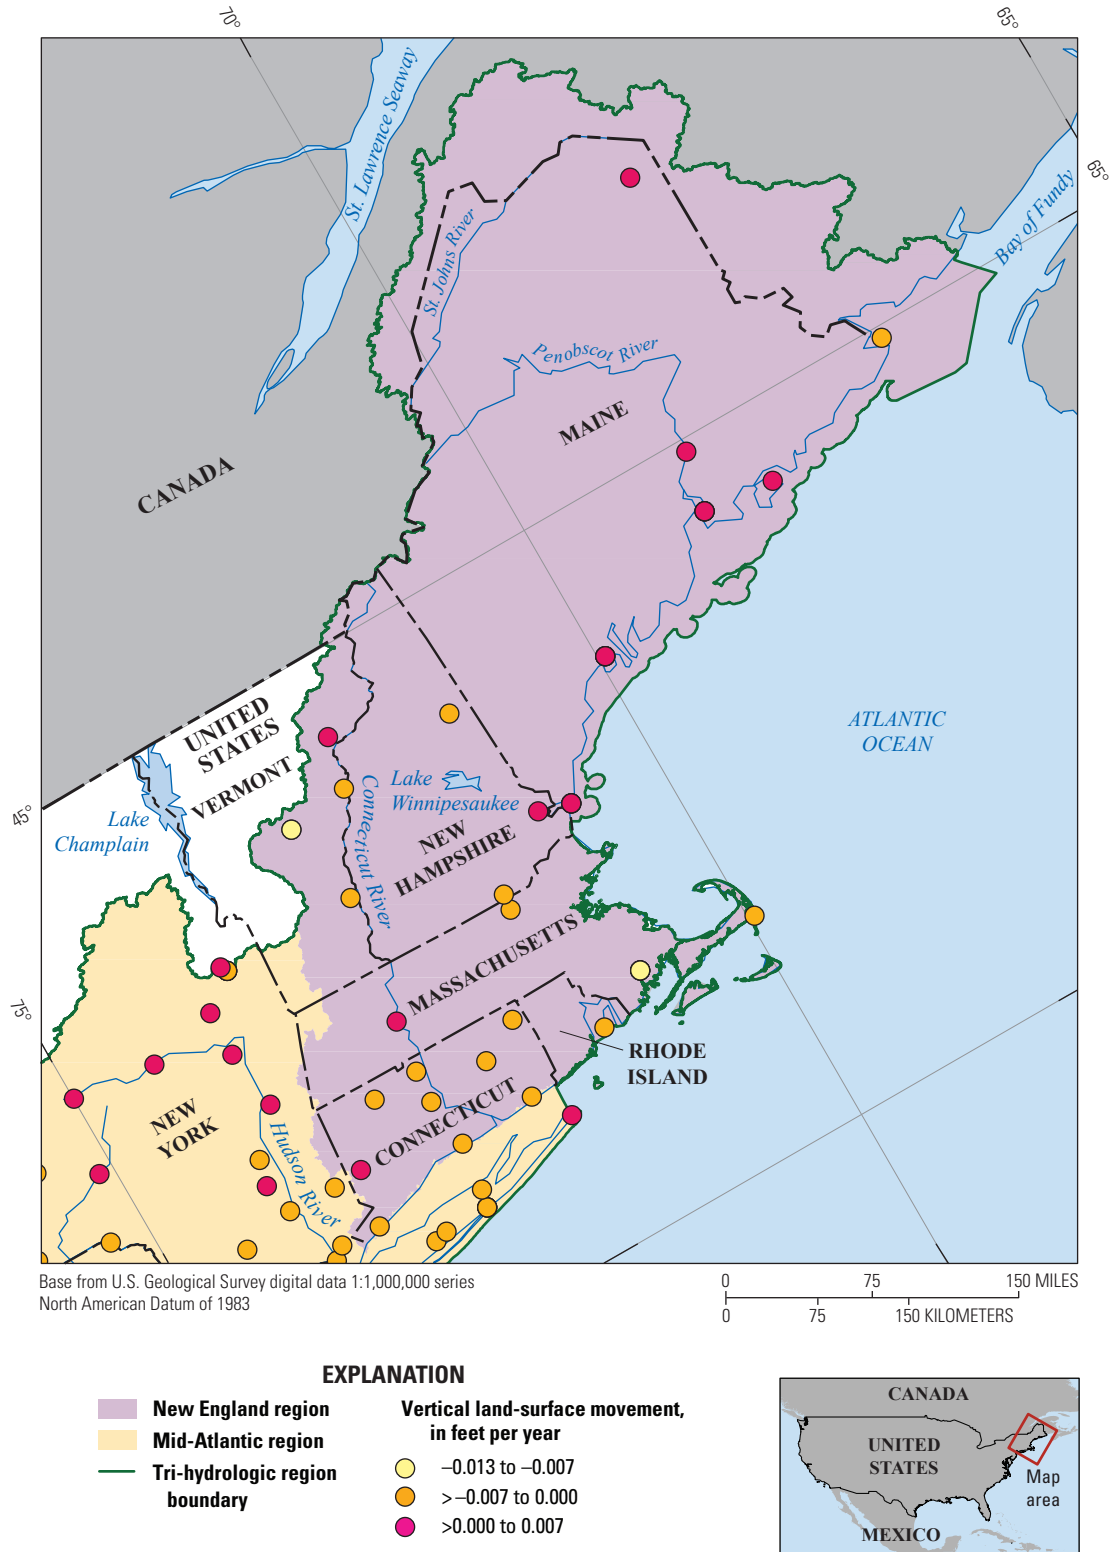 70°
65°
65°
St. Lawrence Seaway
Bay of Fundy
St. Johns River
Penobscot River
MAINE
CANADA
UNITED
STATES
VERMONT
ATLANTIC
OCEAN
45°
Lake
Champlain
Connecticut River
Lake
Winnipesaukee
NEW
HAMPSHIRE
MASSACHUSETTS
75°
RHODE
ISLAND
NEW
YORK
CONNECTICUT
Hudson River
Base from U.S. Geological Survey digital data 1:1,000,000 series
North American Datum of 1983
0 75 150 MILES
0 75 150 KILOMETERS
EXPLANATION
New England region
Mid-Atlantic region
Tri-hydrologic region
boundary
Vertical land-surface movement,
in feet per year
–0.013 to –0.007
>–0.007 to 0.000
>0.000 to 0.007
CANADA
UNITED
STATES
Map
area
MEXICO